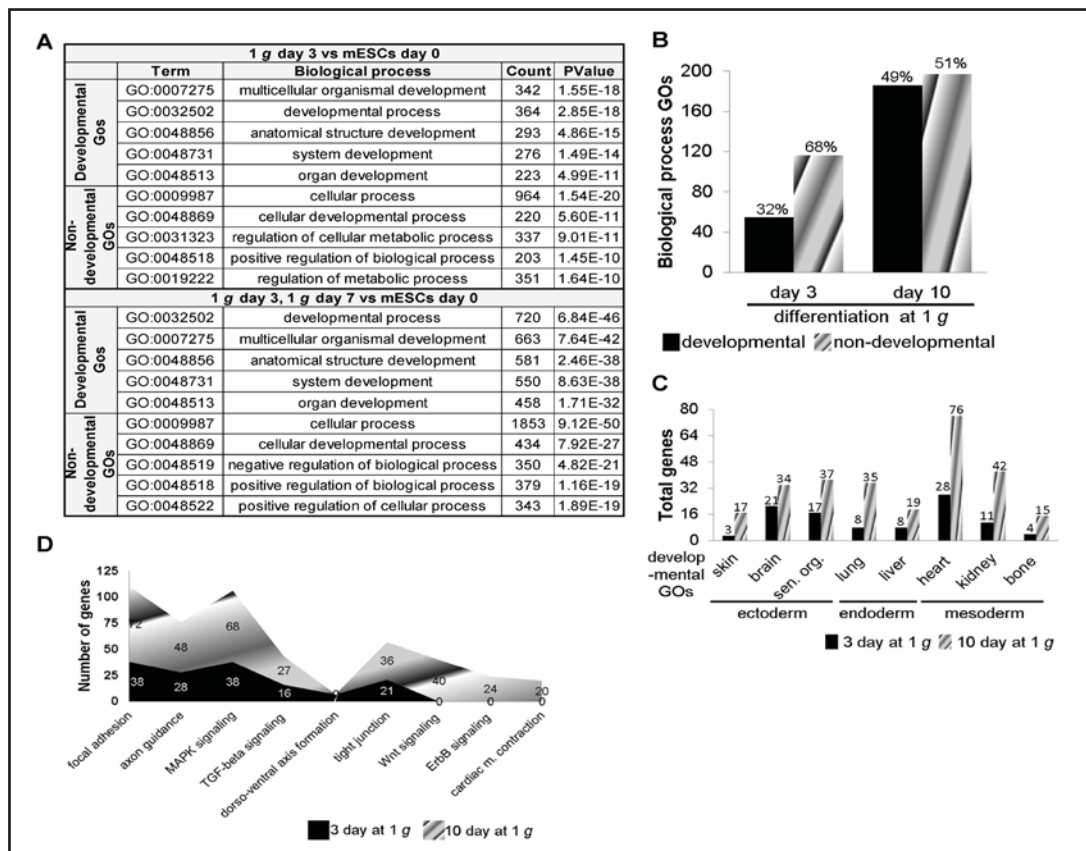 A
1 g day 3 vs mESCs day 0
Term Biological process Count PValue
Developmental Gos
GO:0007275 multicellular organismal development 342 1.55E-18
GO:0032502 developmental process 364 2.85E-18
GO:0048856 anatomical structure development 293 4.86E-15
GO:0048731 system development 276 1.49E-14
GO:0048513 organ development 223 4.99E-11
Non-developmental GOs
GO:0009987 cellular process 964 1.54E-20
GO:0048869 cellular developmental process 220 5.60E-11
GO:0031323 regulation of cellular metabolic process 337 9.01E-11
GO:0048518 positive regulation of biological process 203 1.45E-10
GO:0019222 regulation of metabolic process 351 1.64E-10
1 g day 3, 1 g day 7 vs mESCs day 0
Developmental Gos
GO:0032502 developmental process 720 6.84E-46
GO:0007275 multicellular organismal development 663 7.64E-42
GO:0048856 anatomical structure development 581 2.46E-38
GO:0048731 system development 550 8.63E-38
GO:0048513 organ development 458 1.71E-32
Non-developmental GOs
GO:0009987 cellular process 1853 9.12E-50
GO:0048869 cellular developmental process 434 7.92E-27
GO:0048519 negative regulation of biological process 350 4.82E-21
GO:0048518 positive regulation of biological process 379 1.16E-19
GO:0048522 positive regulation of cellular process 343 1.89E-19
B
Biological process GOs
200
160
120
80
40
0
32% 68% 49% 51%
day 3 day 10
differentiation at 1 g
developmental non-developmental
C
Total genes
80
64
48
32
16
0
3 17 21 34 17 37 8 35 8 19 28 76 11 42 4 15
develop
-mental
GOs
skin brain sen. org. lung liver heart kidney bone
ectoderm endoderm mesoderm
3 day at 1 g 10 day at 1 g
D
Number of genes
125
100
75
50
25
0
72 48 68 27 36 40 24 20
38 28 38 16 21 0 0 0
focal adhesion
axon guidance
MAPK signaling
TGF-beta signaling
dorso-ventral axis formation
tight junction
Wnt signaling
ErbB signaling
cardiac m. contraction
3 day at 1 g 10 day at 1 g